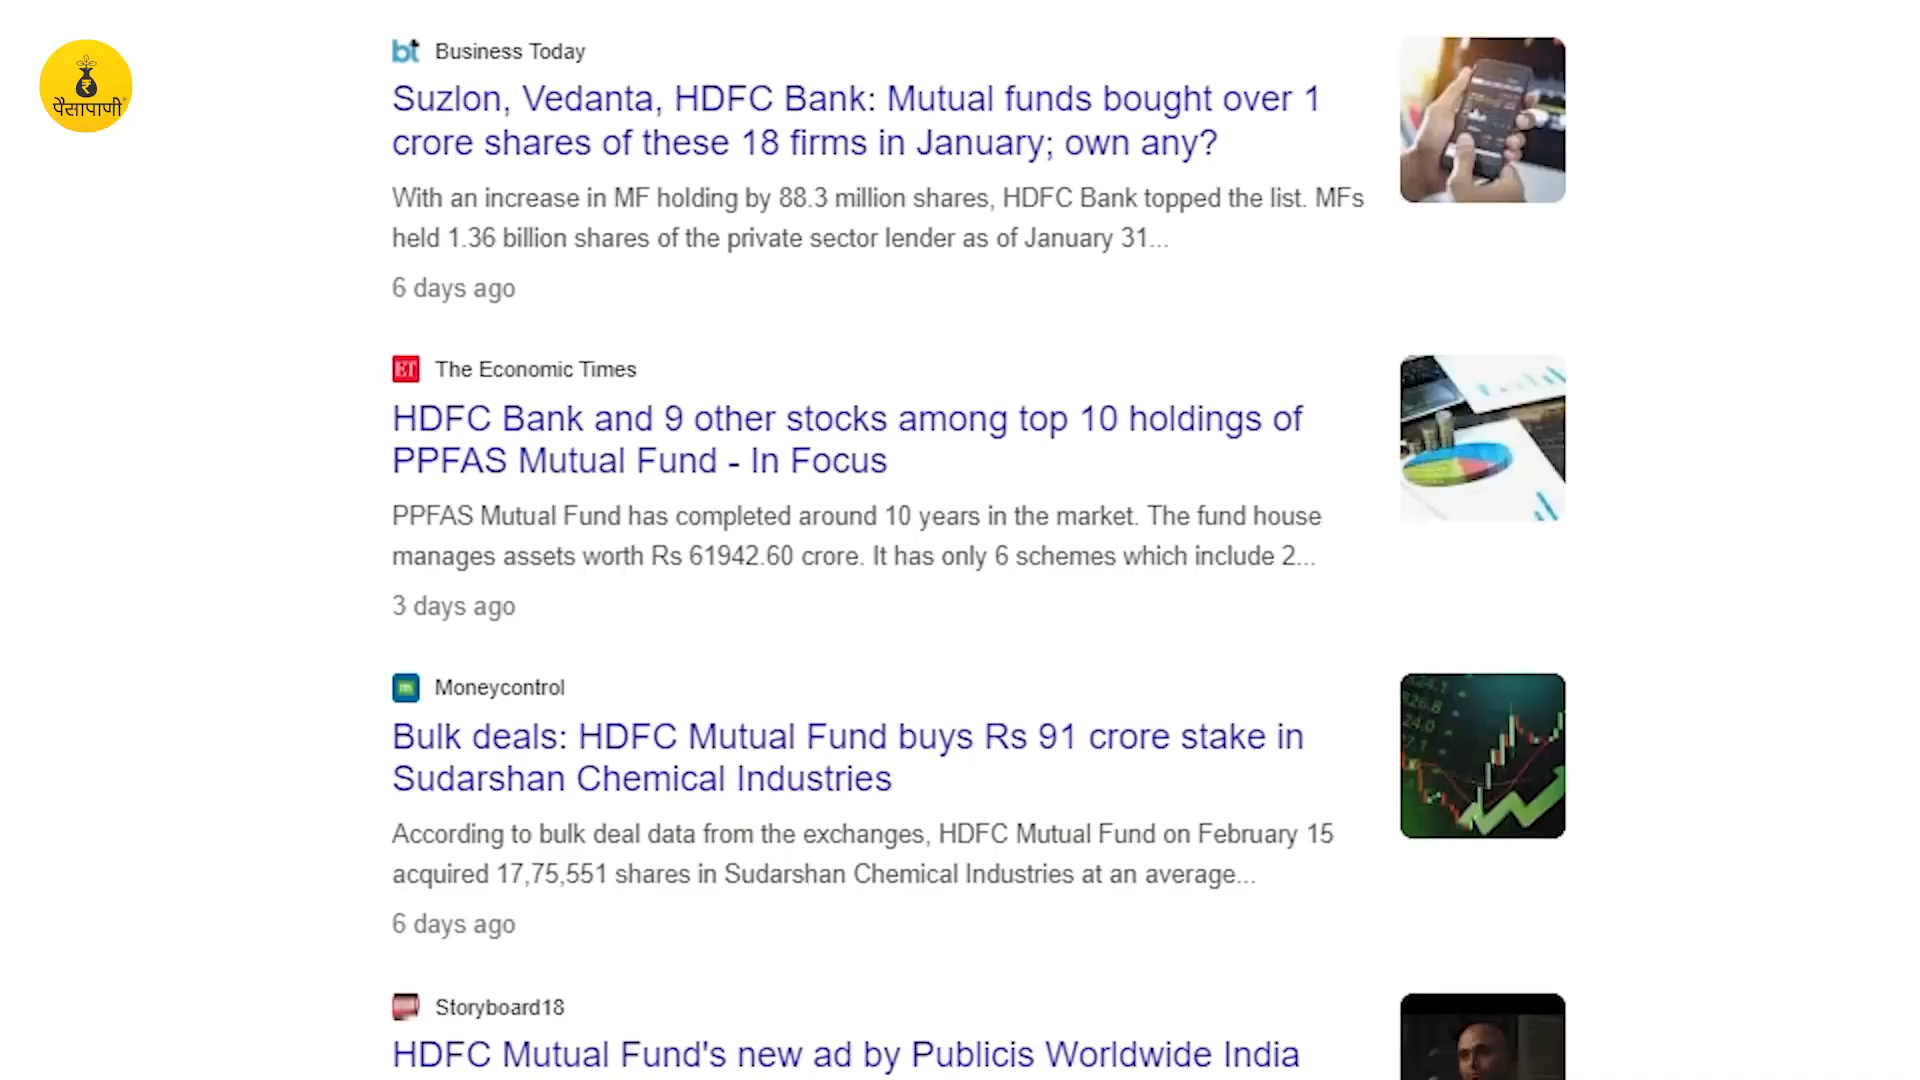 पैसापाणी
Business Today
Suzlon, Vedanta, HDFC Bank: Mutual funds bought over 1
crore shares of these 18 firms in January; own any?
With an increase in MF holding by 88.3 million shares, HDFC Bank topped the list. MFs
held 1.36 billion shares of the private sector lender as of January 31...
6 days ago
ET The Economic Times
HDFC Bank and 9 other stocks among top 10 holdings of
PPFAS Mutual Fund - In Focus
PPFAS Mutual Fund has completed around 10 years in the market. The fund house
manages assets worth Rs 61942.60 crore. It has only 6 schemes which include 2...
3 days ago
m Moneycontrol
Bulk deals: HDFC Mutual Fund buys Rs 91 crore stake in
Sudarshan Chemical Industries
According to bulk deal data from the exchanges, HDFC Mutual Fund on February 15
acquired 17,75,551 shares in Sudarshan Chemical Industries at an average...
6 days ago
Storyboard18
HDFC Mutual Fund's new ad by Publicis Worldwide India